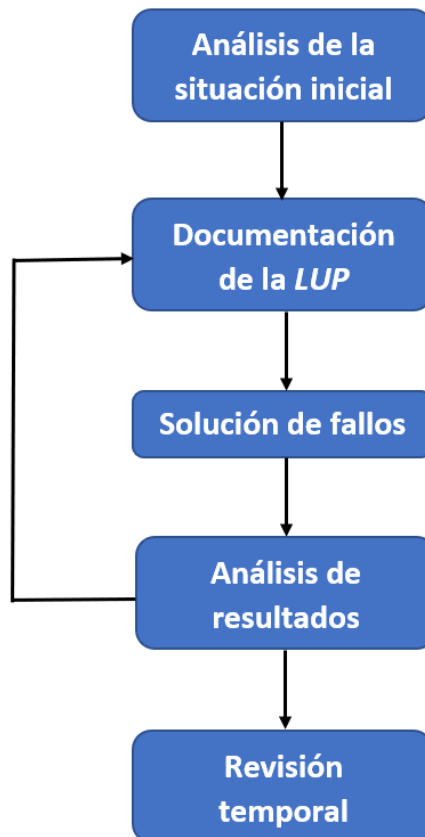 Análisis de la
situación inicial
Documentación
de la LUP
Solución de fallos
Análisis de
resultados
Revisión
temporal